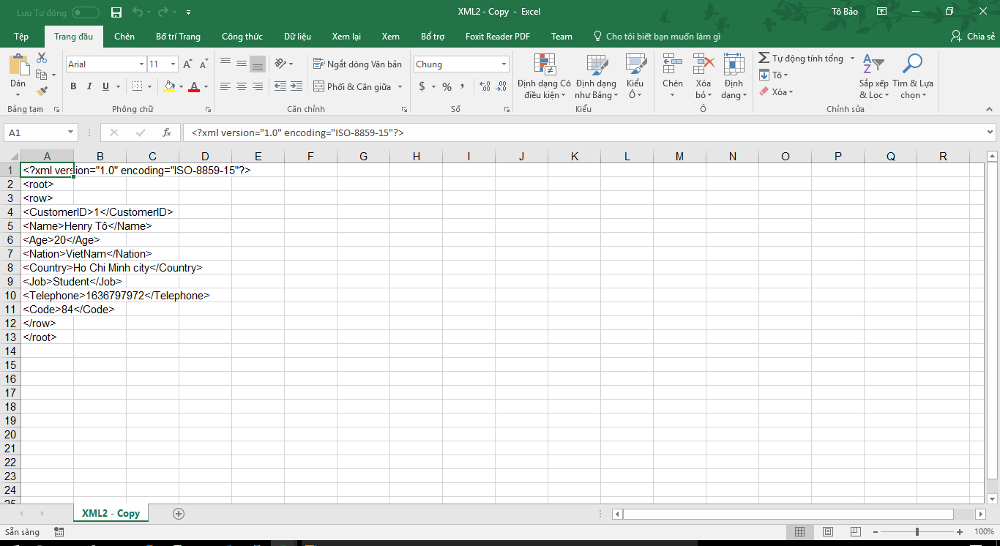 Lưu Tự động
XML2 - Copy - Excel
Tô Bảo
Tệp Trang đầu Chèn Bố trí Trang Công thức Dữ liệu Xem lại Xem Bổ trợ Foxit Reader PDF Team Cho tôi biết bạn muốn làm gì Chia sẻ
Dán
Bảng tạm
Arial 11
B I U A
Phông chữ
Ngắt dòng Văn bản
Phối & Căn giữa
Căn chỉnh
Chung
$ % ,
Số
Định dạng Có điều kiện
Định dạng như Bảng
Kiểu Ô
Kiểu
Chèn
Xóa bỏ
Định dạng
Ô
Tự động tính tổng
Tô
Xóa
Sắp xếp & Lọc
Tìm & Lựa chọn
Chỉnh sửa
A1 fx <?xml version="1.0" encoding="ISO-8859-15"?>
A B C D E F G H I J K L M N O P Q R
1 <?xml version="1.0" encoding="ISO-8859-15"?>
2 <root>
3 <row>
4 <CustomerID>1</CustomerID>
5 <Name>Henry Tô</Name>
6 <Age>20</Age>
7 <Nation>VietNam</Nation>
8 <Country>Ho Chi Minh city</Country>
9 <Job>Student</Job>
10 <Telephone>1636797972</Telephone>
11 <Code>84</Code>
12 </row>
13 </root>
14
15
16
17
18
19
20
21
22
23
24
25
XML2 - Copy
Sẵn sàng
100%